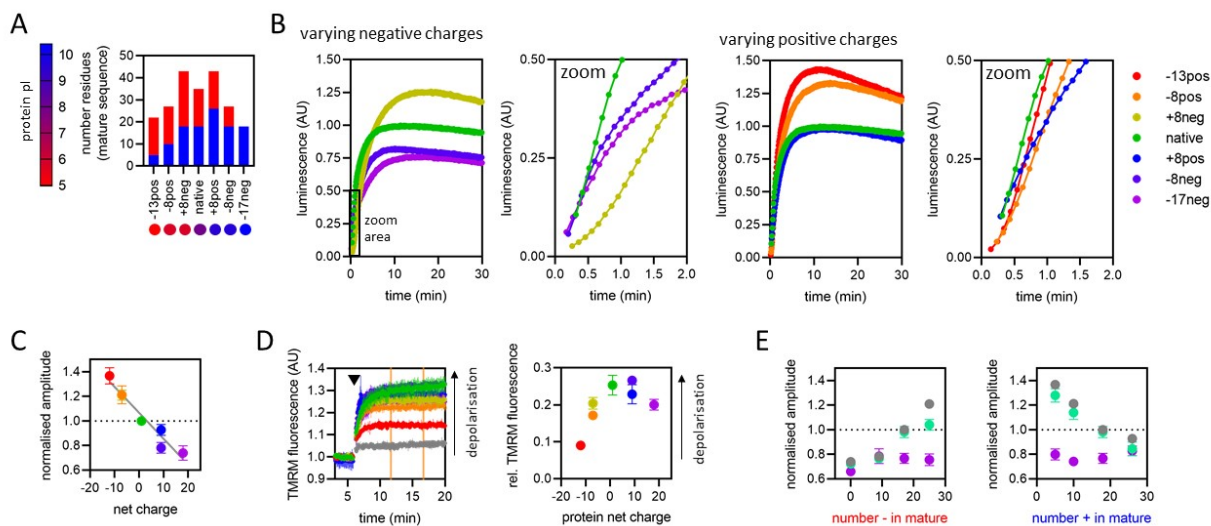 A
protein pI
10
9
8
7
6
5
number residues
(mature sequence)
50
40
30
20
10
0
-13pos
-8pos
+8neg
native
+8pos
-8neg
-17neg
B
varying negative charges
luminescence (AU)
1.50
1.25
1.00
0.75
0.50
0.25
0.00
zoom
area
0 10 20 30
time (min)
zoom
luminescence (AU)
0.50
0.25
0.00
0.0 0.5 1.0 1.5 2.0
time (min)
varying positive charges
luminescence (AU)
1.50
1.25
1.00
0.75
0.50
0.25
0.00
0 10 20 30
time (min)
zoom
luminescence (AU)
0.50
0.25
0.00
0.0 0.5 1.0 1.5 2.0
time (min)
-13pos
-8pos
+8neg
native
+8pos
-8neg
-17neg
C
normalised amplitude
1.4
1.2
1.0
0.8
0.6
-20 -10 0 10 20
net charge
D
TMRM fluorescence (AU)
1.4
1.3
1.2
1.1
1.0
0.9
5 10 15 20
time (min)
depolarisation
rel. TMRM fluorescence
0.3
0.2
0.1
0.0
-20 -10 0 10 20
protein net charge
depolarisation
E
normalised amplitude
1.4
1.2
1.0
0.8
0.6
0 10 20 30
number - in mature
normalised amplitude
1.4
1.2
1.0
0.8
0.6
0 10 20 30
number + in mature